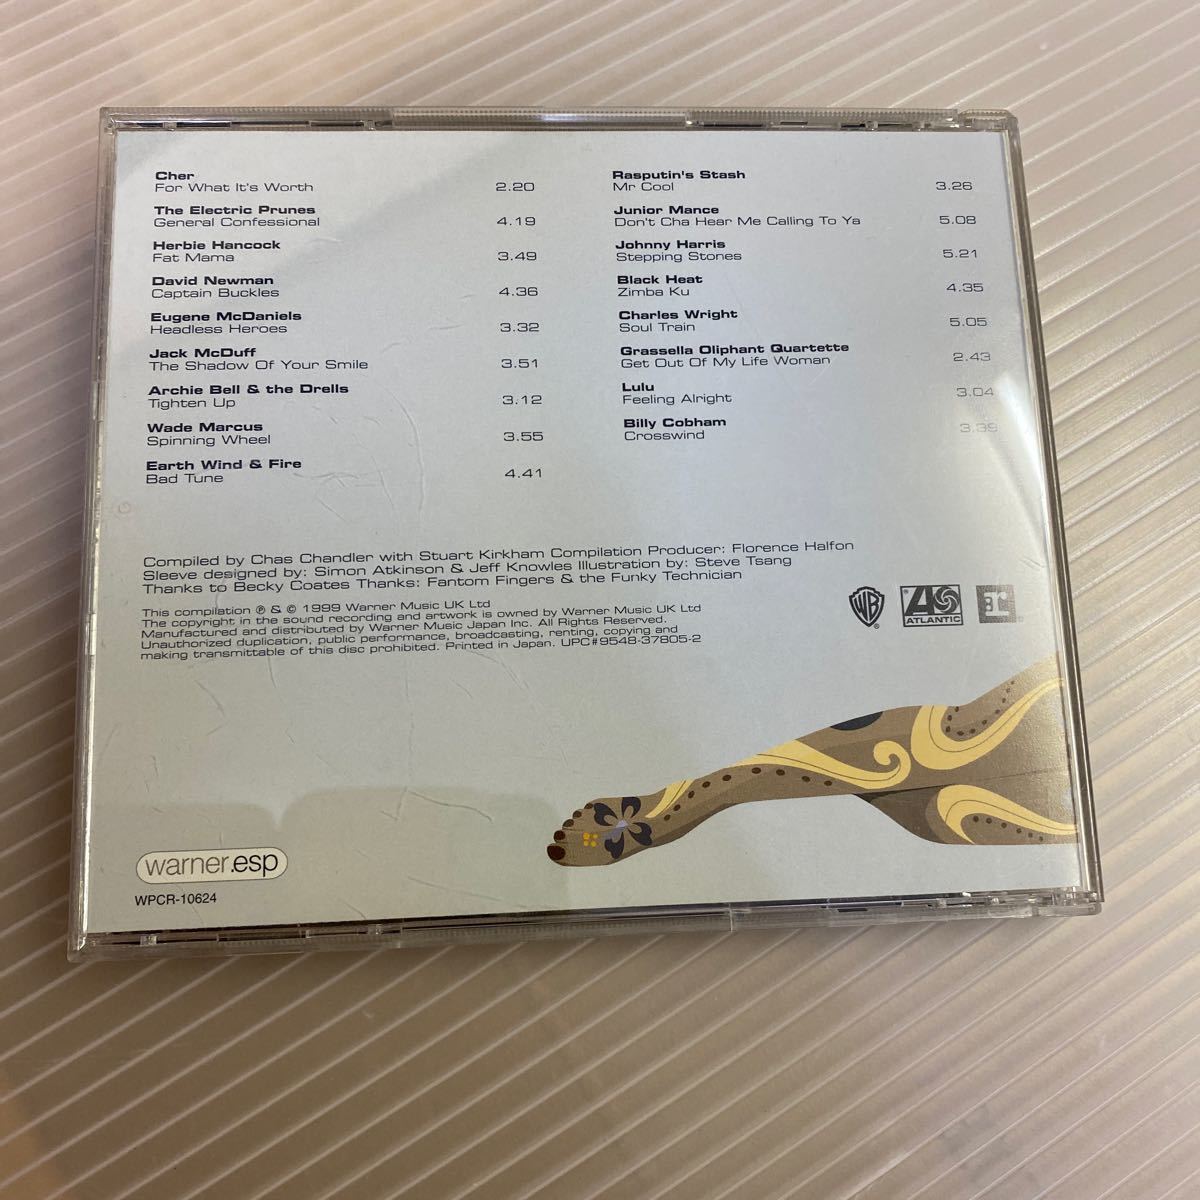 Cher
For What It's Worth 2.20
The Electric Prunes
General Confessional 4.19
Herbie Hancock
Fat Mama 3.49
David Newman
Captain Buckles 4.36
Eugene McDaniels
Headless Heroes 3.32
Jack McDuff
The Shadow Of Your Smile 3.51
Archie Bell & the Drells
Tighten Up 3.12
Wade Marcus
Spinning Wheel 3.55
Earth Wind & Fire
Bad Tune 4.41
Rasputin's Stash
Mr Cool 3.26
Junior Mance
Don't Cha Hear Me Calling To Ya 5.08
Johnny Harris
Stepping Stones 5.21
Black Heat
Zimba Ku 4.35
Charles Wright
Soul Train 5.05
Grassella Oliphant Quartette
Get Out Of My Life Woman 2.43
Lulu
Feeling Alright 3.04
Billy Cobham
Crosswind 3.39
Compiled by Chas Chandler with Stuart Kirkham Compilation Producer: Florence Halfon
Sleeve designed by: Simon Atkinson & Jeff Knowles Illustration by: Steve Tsang
Thanks to Becky Coates Thanks: Fantom Fingers & the Funky Technician
This compilation ℗ & © 1999 Warner Music UK Ltd
The copyright in the sound recording and artwork is owned by Warner Music UK Ltd
Manufactured and distributed by Warner Music Japan Inc. All Rights Reserved.
Unauthorized duplication, public performance, broadcasting, renting, copying and
making transmittable of this disc prohibited. Printed in Japan. UPC#9548-37805-2
WB
ATLANTIC
r
warner.esp
WPCR-10624